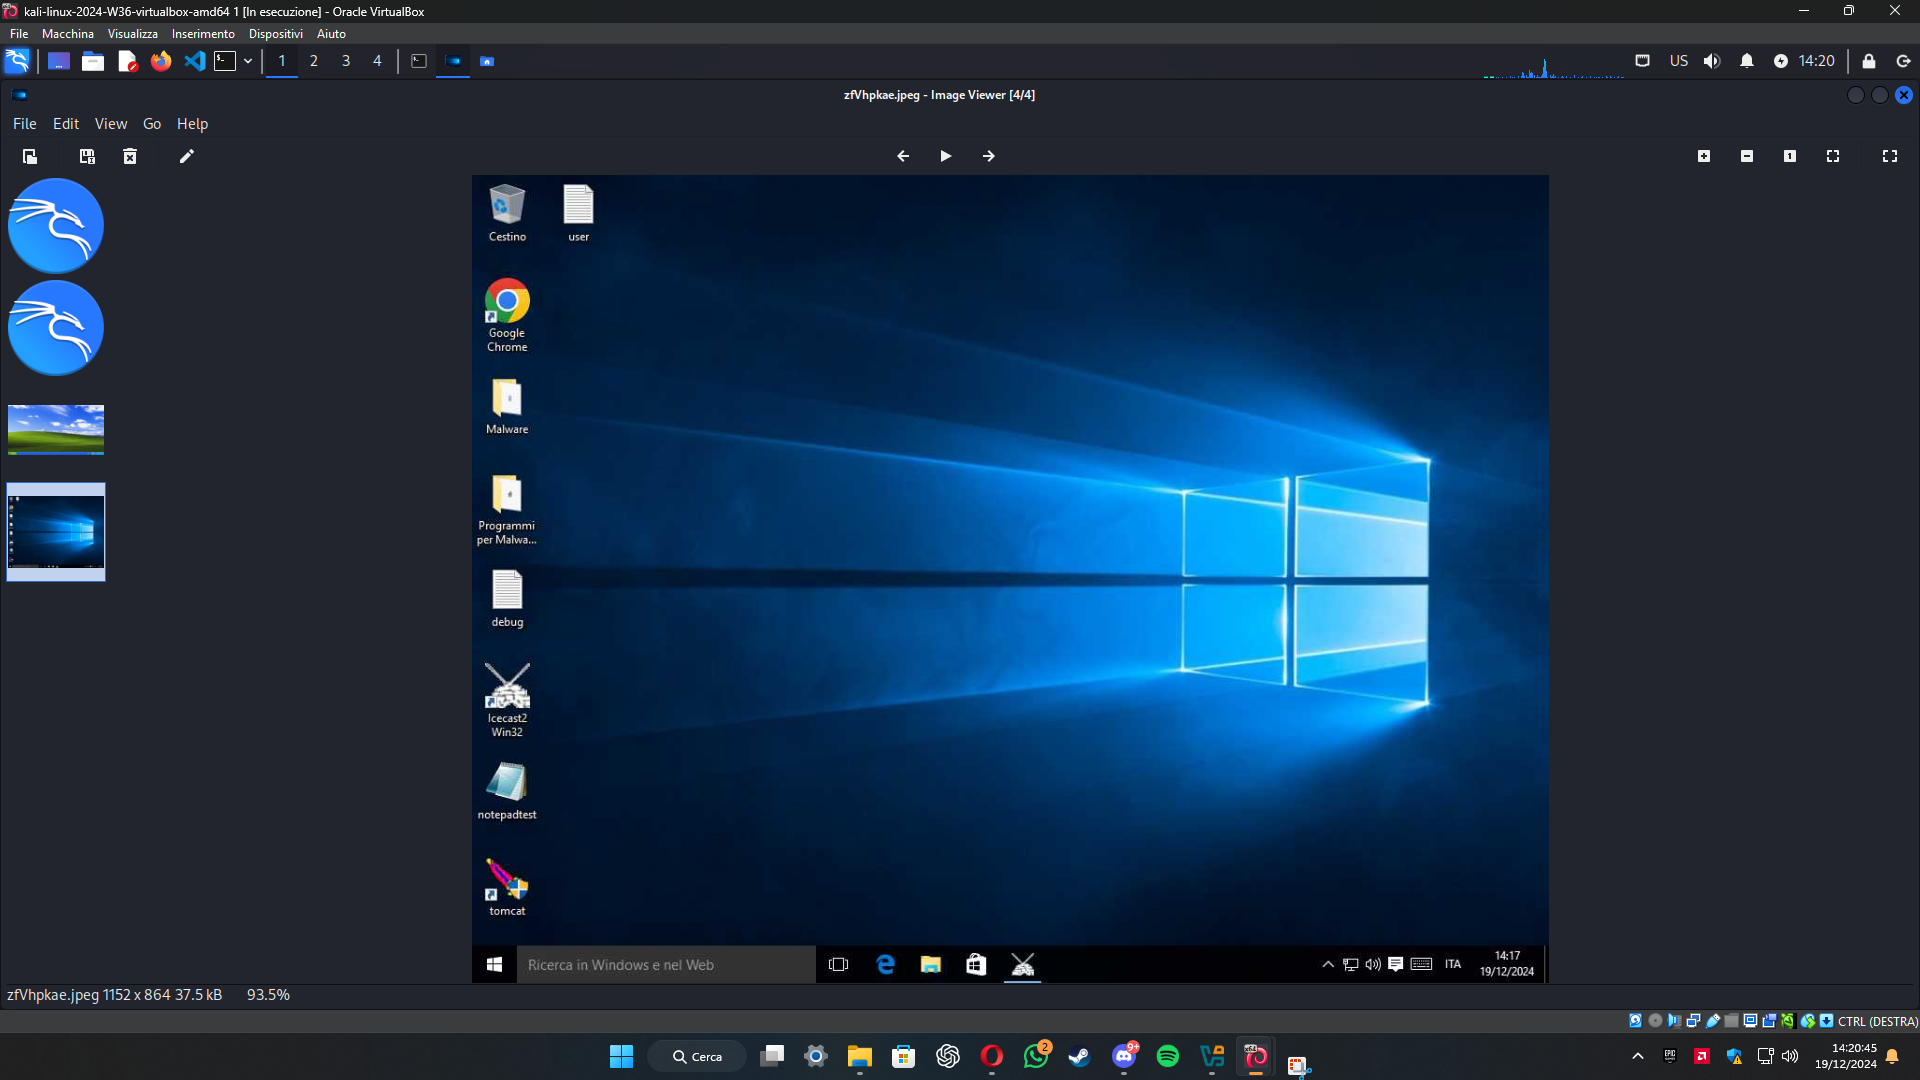 kali-linux-2024-W36-virtualbox-amd64 1 [In esecuzione] - Oracle VirtualBox
File Macchina Visualizza Inserimento Dispositivi Aiuto
1 2 3 4
US 14:20
zfVhpkae.jpeg - Image Viewer [4/4]
File Edit View Go Help
Cestino
user
Google
Chrome
Malware
Programmi
per Malwa...
debug
Icecast2
Win32
notepadtest
tomcat
Ricerca in Windows e nel Web
ITA
14:17
19/12/2024
zfVhpkae.jpeg 1152 x 864 37.5 kB 93.5%
CTRL (DESTRA)
Cerca
2
9+
14:20:45
19/12/2024